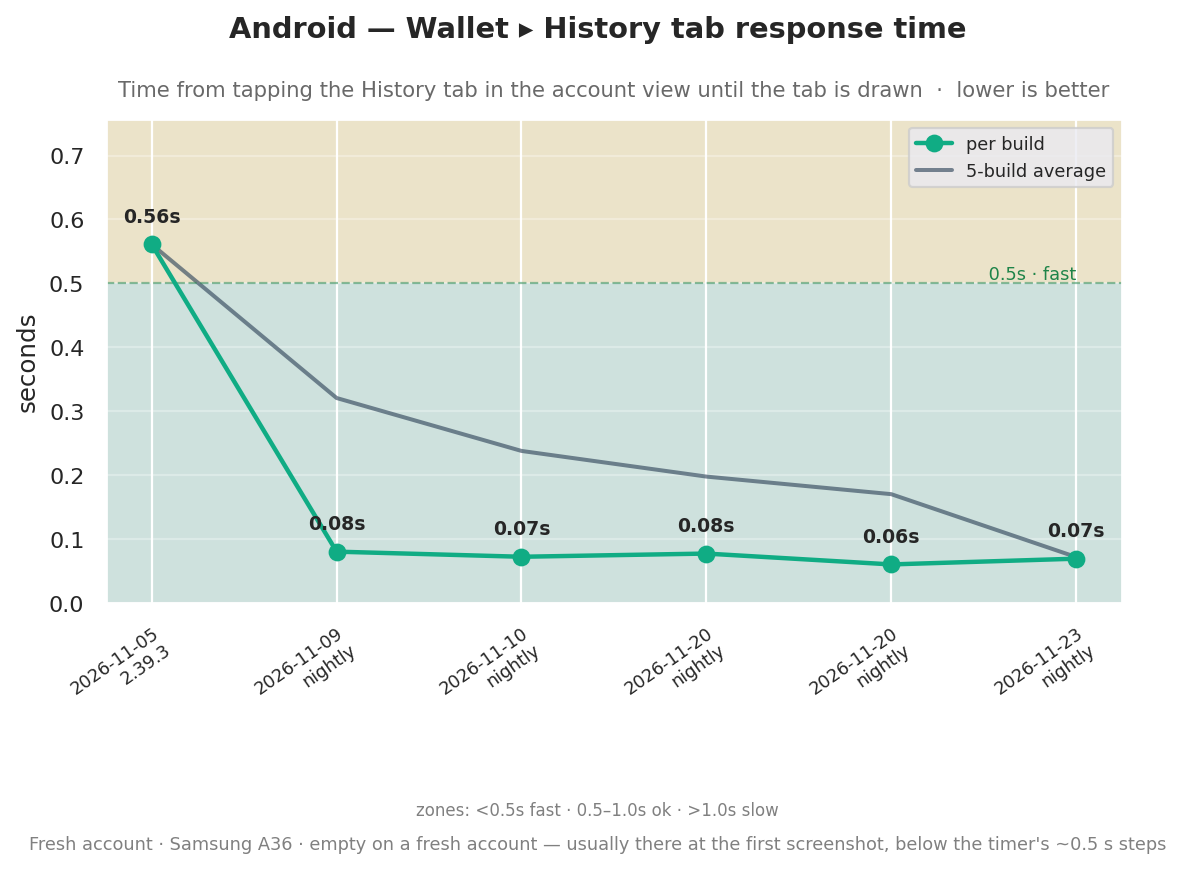 Android — Wallet ▸ History tab response time
Time from tapping the History tab in the account view until the tab is drawn · lower is better
per build
5-build average
0.7
0.6
0.5
0.4
0.3
0.2
0.1
0.0
seconds
0.56s
0.08s
0.07s
0.08s
0.06s
0.07s
0.5s · fast
2026-11-05
2.39.3
2026-11-09
nightly
2026-11-10
nightly
2026-11-20
nightly
2026-11-20
nightly
2026-11-23
nightly
zones: <0.5s fast · 0.5–1.0s ok · >1.0s slow
Fresh account · Samsung A36 · empty on a fresh account — usually there at the first screenshot, below the timer's ~0.5 s steps